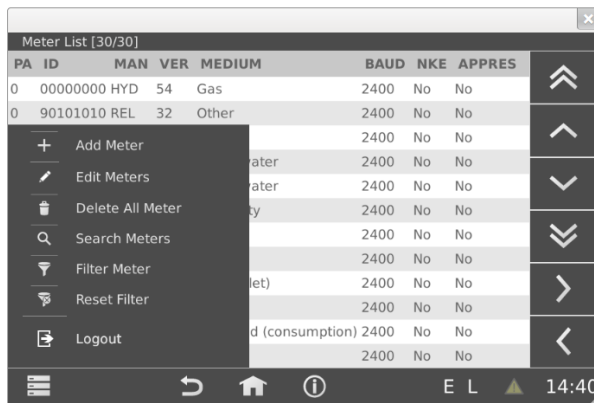 Meter List [30/30]
PA ID MAN VER MEDIUM BAUD NKE APPRES
0 00000000 HYD 54 Gas 2400 No No
0 90101010 REL 32 Other 2400 No No
2400 No No
Add Meter
ater 2400 No No
Edit Meters
ater 2400 No No
Delete All Meter
ty 2400 No No
Search Meters
2400 No No
Filter Meter
let) 2400 No No
Reset Filter
2400 No No
Logout
d (consumption) 2400 No No
2400 No No
E L 14:40